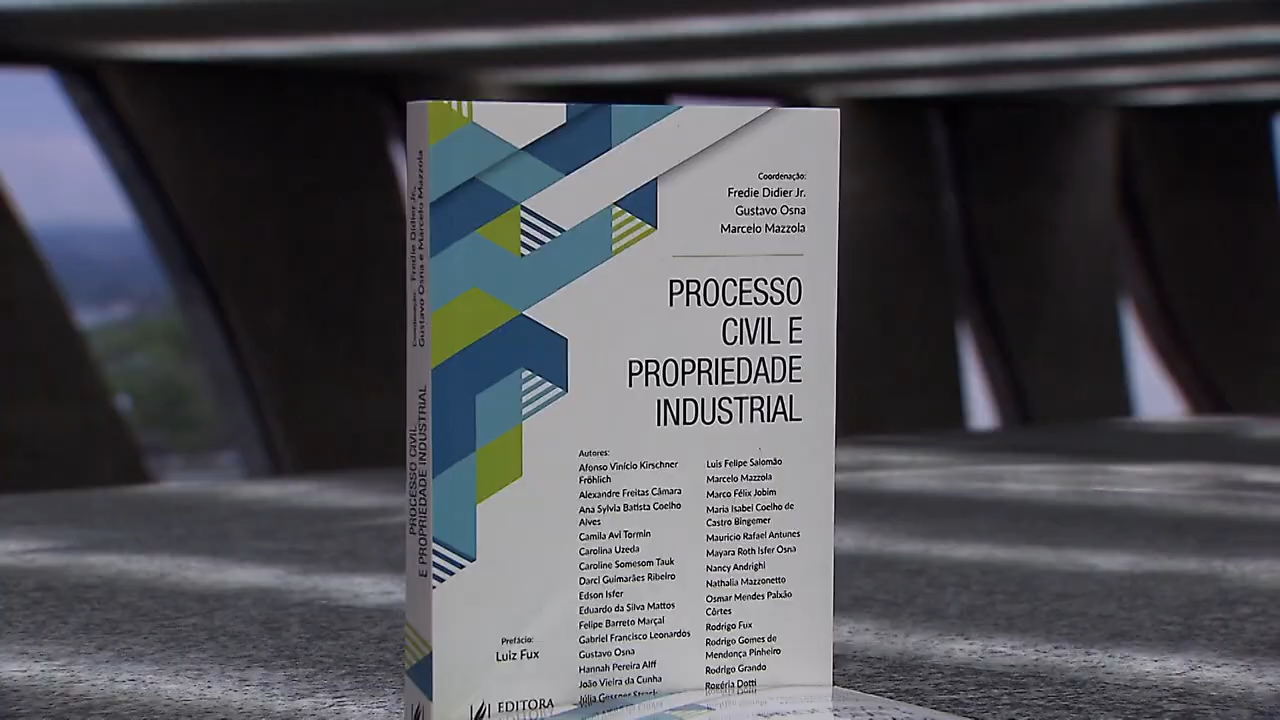 Coordenação:
Fredie Didier Jr.
Gustavo Osna
Marcelo Mazzola
PROCESSO
CIVIL E
PROPRIEDADE
INDUSTRIAL
Autores:
Afonso Vinício Kirschner
Fröhlich
Alexandre Freitas Câmara
Ana Sylvia Batista Coelho
Alves
Camila Avi Tormin
Carolina Uzeda
Caroline Somesom Tauk
Darci Guimarães Ribeiro
Edson Isfer
Eduardo da Silva Mattos
Felipe Barreto Marçal
Gabriel Francisco Leonardos
Gustavo Osna
Hannah Pereira Alff
João Vieira da Cunha
Júlia Gessner Strack
Luis Felipe Salomão
Marcelo Mazzola
Marco Félix Jobim
Maria Isabel Coelho de
Castro Bingemer
Mauricio Rafael Antunes
Mayara Roth Isfer Osna
Nancy Andrighi
Nathalia Mazzonetto
Osmar Mendes Paixão
Côrtes
Rodrigo Fux
Rodrigo Gomes de
Mendonça Pinheiro
Rodrigo Grando
Rogéria Dotti
Prefácio:
Luiz Fux
EDITORA
Coordenação: Fredie Didier Jr.,
Gustavo Osna e Marcelo Mazzola
PROCESSO CIVIL
E PROPRIEDADE INDUSTRIAL